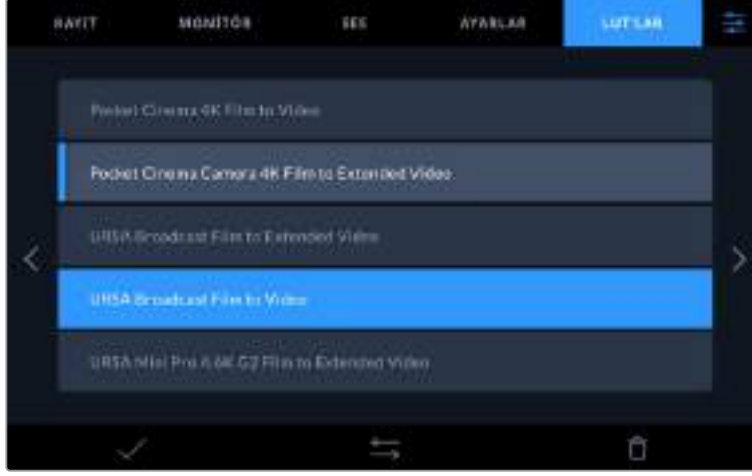 KAYIT MONİTÖR SES AYARLAR LUT'LAR
Pocket Cinema 4K Film to Video
Pocket Cinema Camera 4K Film to Extended Video
URSA Broadcast Film to Extended Video
URSA Broadcast Film to Video
URSA Mini Pro 4.6K G2 Film to Extended Video